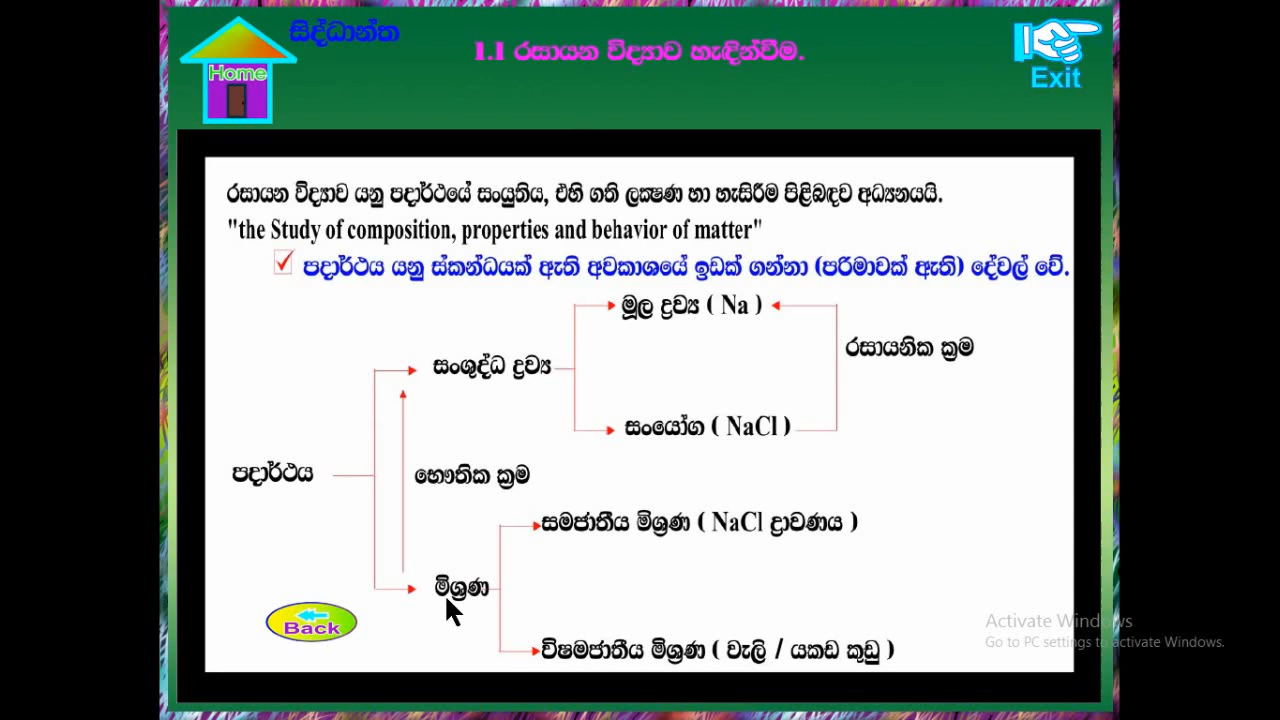 සිද්ධාන්ත
Home
1.1 රසායන විද්‍යාව හැඳින්වීම.
Exit
රසායන විද්‍යාව යනු පදාර්ථයේ සංයුතිය, එහි ගති ලක්ෂණ හා හැසිරීම පිළිබඳව අධ්‍යනයයි.
"the Study of composition, properties and behavior of matter"
පදාර්ථය යනු ස්කන්ධයක් ඇති අවකාශයේ ඉඩක් ගන්නා (පරිමාවක් ඇති) දේවල් වේ.
මූල ද්‍රව්‍ය ( Na )
රසායනික ක්‍රම
සංශුද්ධ ද්‍රව්‍ය
සංයෝග ( NaCl )
පදාර්ථය
භෞතික ක්‍රම
සමජාතීය මිශ්‍රණ ( NaCl ද්‍රාවණය )
මිශ්‍රණ
Back
විෂමජාතීය මිශ්‍රණ ( වැලි / යකඩ කුඩු )
Activate Windows
Go to PC settings to activate Windows.